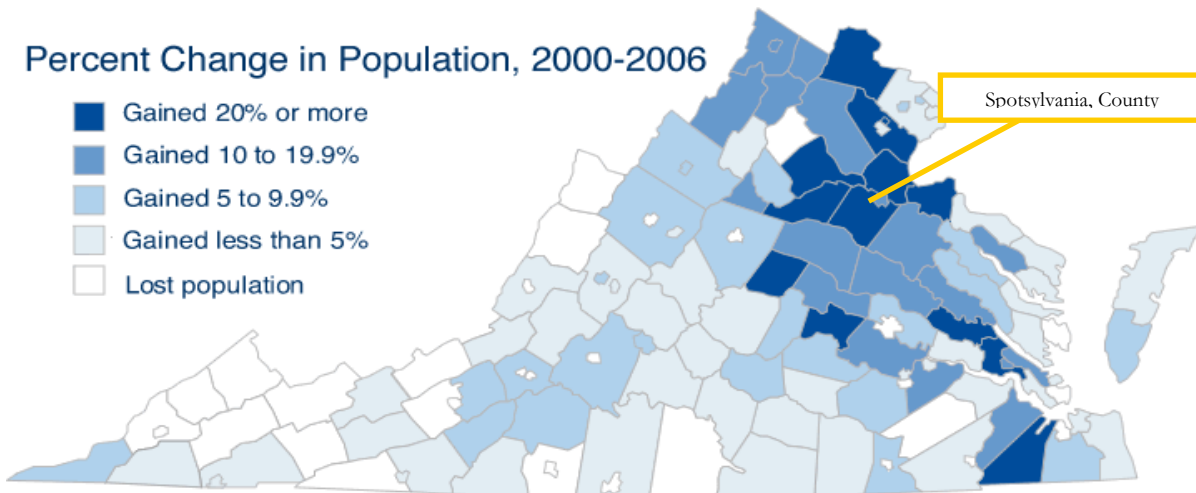 Percent Change in Population, 2000-2006
Gained 20% or more
Gained 10 to 19.9%
Gained 5 to 9.9%
Gained less than 5%
Lost population
Spotsylvania, County